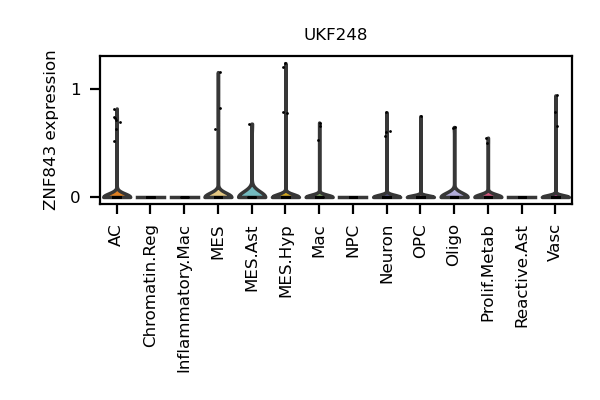 UKF248
ZNF843 expression
1
0
AC
Chromatin.Reg
Inflammatory.Mac
MES
MES.Ast
MES.Hyp
Mac
NPC
Neuron
OPC
Oligo
Prolif.Metab
Reactive.Ast
Vasc